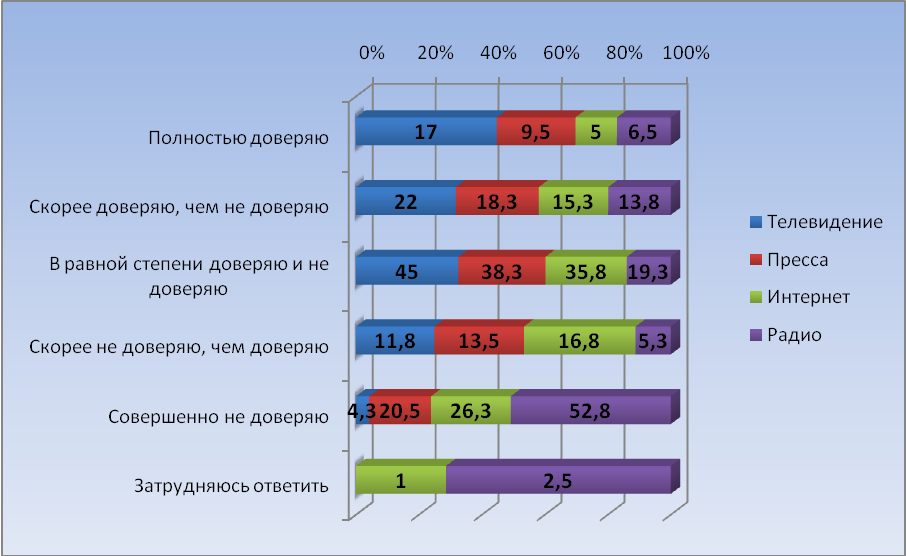 0% 20% 40% 60% 80% 100%
Полностью доверяю 17 9,5 5 6,5
Скорее доверяю, чем не доверяю 22 18,3 15,3 13,8
В равной степени доверяю и не
доверяю 45 38,3 35,8 19,3
Скорее не доверяю, чем доверяю 11,8 13,5 16,8 5,3
Совершенно не доверяю 4,3 20,5 26,3 52,8
Затрудняюсь ответить 1 2,5
Телевидение
Пресса
Интернет
Радио